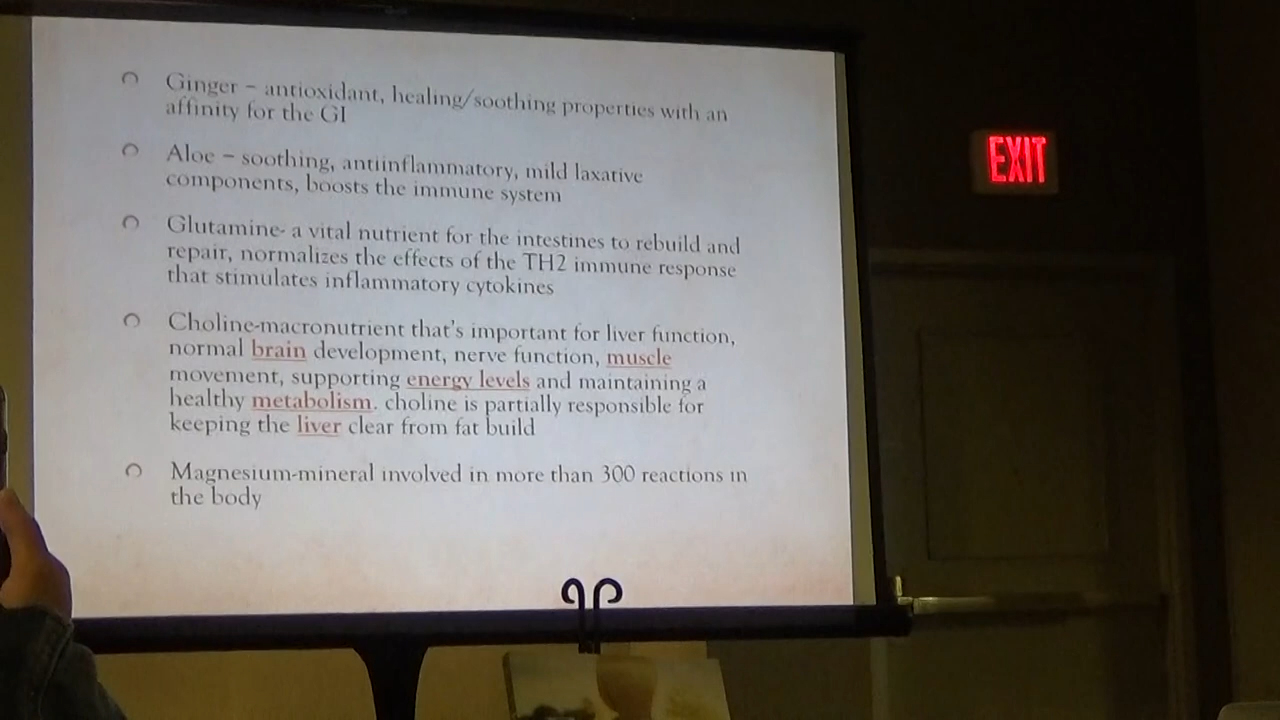 Ginger – antioxidant, healing/soothing properties with an
affinity for the GI
Aloe – soothing, antiinflammatory, mild laxative
components, boosts the immune system
Glutamine- a vital nutrient for the intestines to rebuild and
repair, normalizes the effects of the TH2 immune response
that stimulates inflammatory cytokines
Choline-macronutrient that's important for liver function,
normal brain development, nerve function, muscle
movement, supporting energy levels and maintaining a
healthy metabolism. choline is partially responsible for
keeping the liver clear from fat build
Magnesium-mineral involved in more than 300 reactions in
the body
EXIT